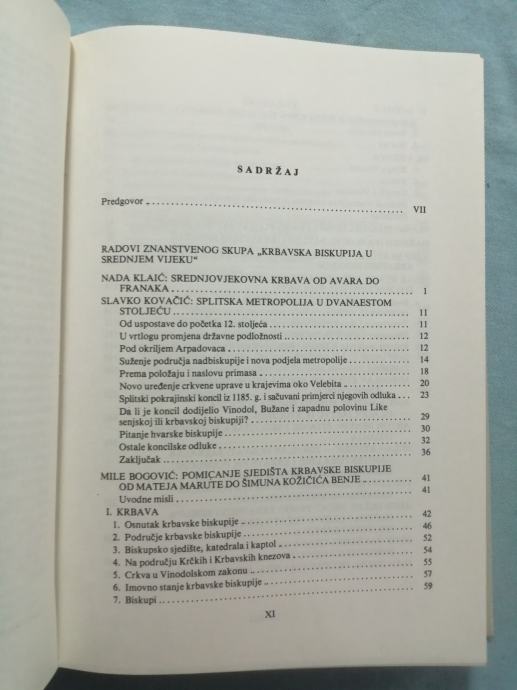 SADRŽAJ
Predgovor VII
RADOVI ZNANSTVENOG SKUPA „KRBAVSKA BISKUPIJA U
SREDNJEM VIJEKU“
NADA KLAIĆ: SREDNJOVJEKOVNA KRBAVA OD AVARA DO
FRANAKA 1
SLAVKO KOVAČIĆ: SPLITSKA METROPOLIJA U DVANAESTOM
STOLJEĆU 11
Od uspostave do početka 12. stoljeća 11
U vrtlogu promjena državne podložnosti 12
Pod okriljem Arpadovaca 12
Suženje područja nadbiskupije i nova podjela metropolije 14
Prema položaju i naslovu primasa 18
Novo uređenje crkvene uprave u krajevima oko Velebita 20
Splitski pokrajinski koncil iz 1185. g. i sačuvani primjerci njegovih odluka 23
Da li je koncil dodijelio Vinodol, Bužane i zapadnu polovinu Like
senjskoj ili krbavskoj biskupiji? 29
Pitanje hvarske biskupije 30
Ostale koncilske odluke 32
Zaključak 36
MILE BOGOVIĆ: POMICANJE SJEDIŠTA KRBAVSKE BISKUPIJE
OD MATEJA MARUTE DO ŠIMUNA KOŽIČIĆA BENJE 41
Uvodne misli 41
I. KRBAVA 42
1. Osnutak krbavske biskupije 46
2. Područje krbavske biskupije 52
3. Biskupsko sjedište, katedrala i kaptol 54
4. Na području Krčkih i Krbavskih knezova 55
5. Crkva u Vinodolskom zakonu 57
6. Imovno stanje krbavske biskupije 59
7. Biskupi
XI